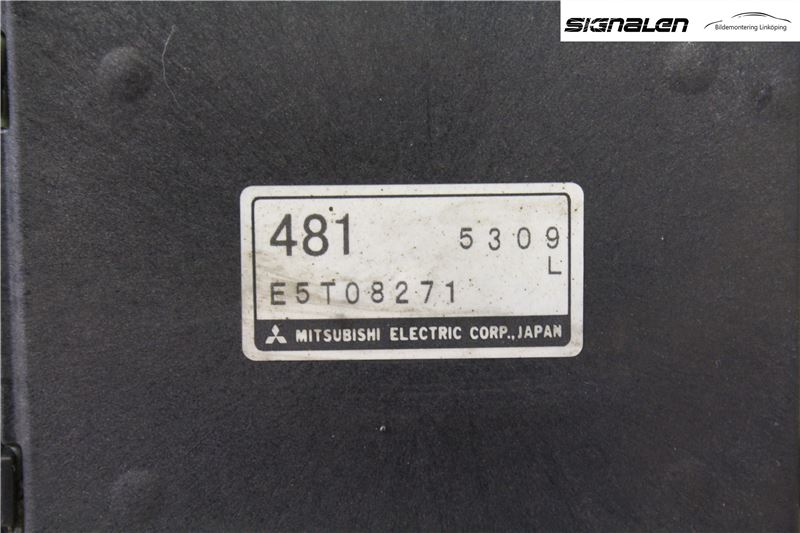 SIGNALEN
Bildemontering Linköping
481 5309
L
E5T08271
MITSUBISHI ELECTRIC CORP., JAPAN